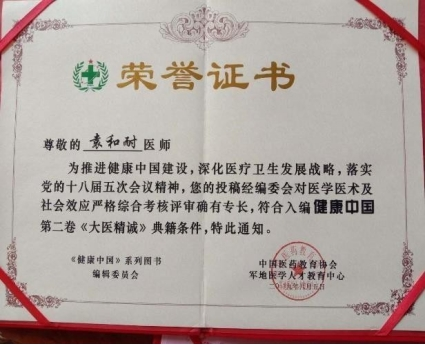 荣誉证书
尊敬的 袁和耐 医师
为推进健康中国建设，深化医疗卫生发展战略，落实
党的十八届五次会议精神，您的投稿经编委会对医学医术及
社会效应严格综合考核评审确有专长，符合入编健康中国
第二卷《大医精诚》典籍条件，特此通知。
《健康中国》系列图书
编辑委员会
中国医药教育协会
军地医学人才教育中心